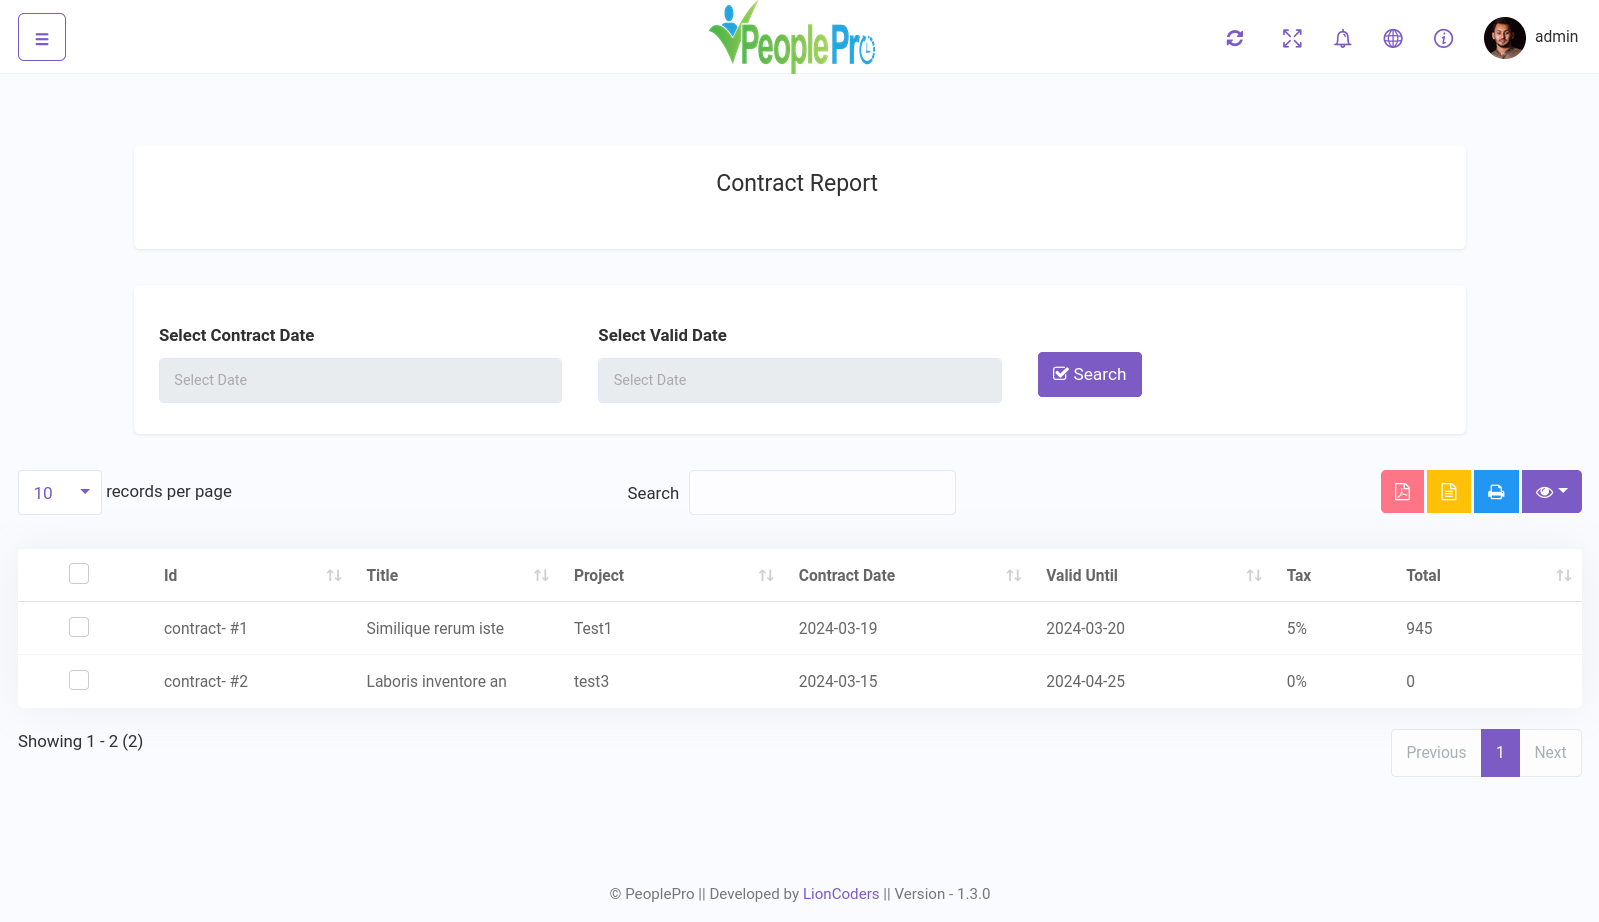 PeoplePro
admin
Contract Report
Select Contract Date
Select Valid Date
Select Date
Select Date
Search
10 records per page
Search
Id Title Project Contract Date Valid Until Tax Total
contract- #1 Similique rerum iste Test1 2024-03-19 2024-03-20 5% 945
contract- #2 Laboris inventore an test3 2024-03-15 2024-04-25 0% 0
Showing 1 - 2 (2)
Previous 1 Next
© PeoplePro || Developed by LionCoders || Version - 1.3.0